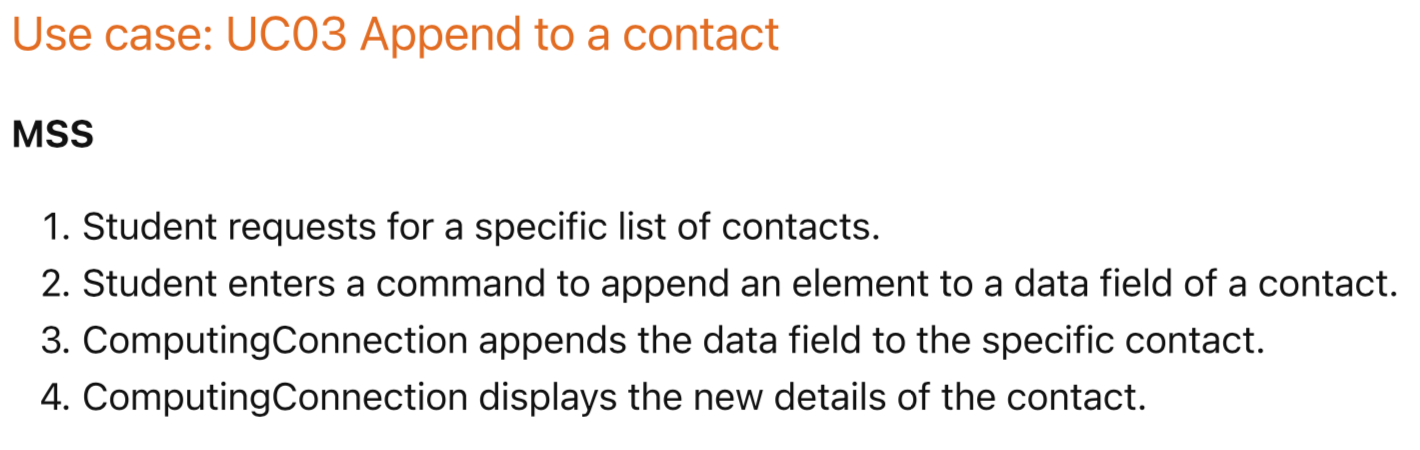 Use case: UC03 Append to a contact
MSS
1. Student requests for a specific list of contacts.
2. Student enters a command to append an element to a data field of a contact.
3. ComputingConnection appends the data field to the specific contact.
4. ComputingConnection displays the new details of the contact.